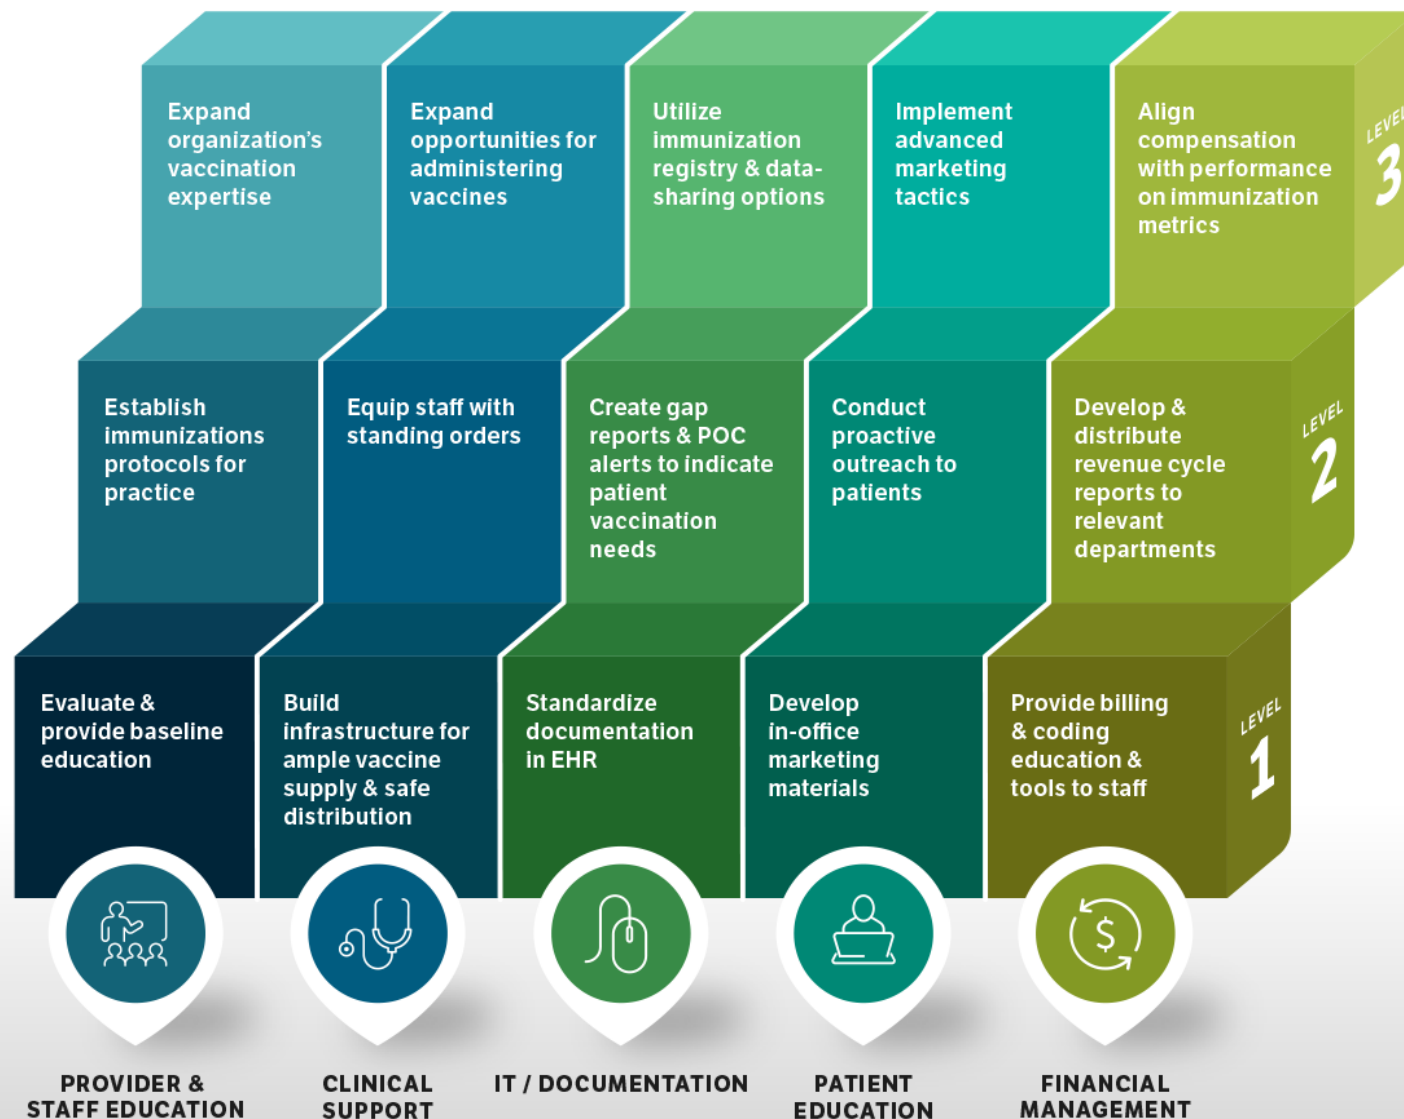 Expand
organization's
vaccination
expertise
Expand
opportunities for
administering
vaccines
Utilize
immunization
registry & data-
sharing options
Implement
advanced
marketing
tactics
Align
compensation
with performance
on immunization
metrics
LEVEL
3
Establish
immunizations
protocols for
practice
Equip staff with
standing orders
Create gap
reports & POC
alerts to indicate
patient
vaccination
needs
Conduct
proactive
outreach to
patients
Develop &
distribute
revenue cycle
reports to
relevant
departments
LEVEL
2
Evaluate &
provide baseline
education
Build
infrastructure for
ample vaccine
supply & safe
distribution
Standardize
documentation
in EHR
Develop
in-office
marketing
materials
Provide billing
& coding
education &
tools to staff
LEVEL
1
$
PROVIDER &
STAFF EDUCATION
CLINICAL
SUPPORT
IT / DOCUMENTATION
PATIENT
EDUCATION
FINANCIAL
MANAGEMENT